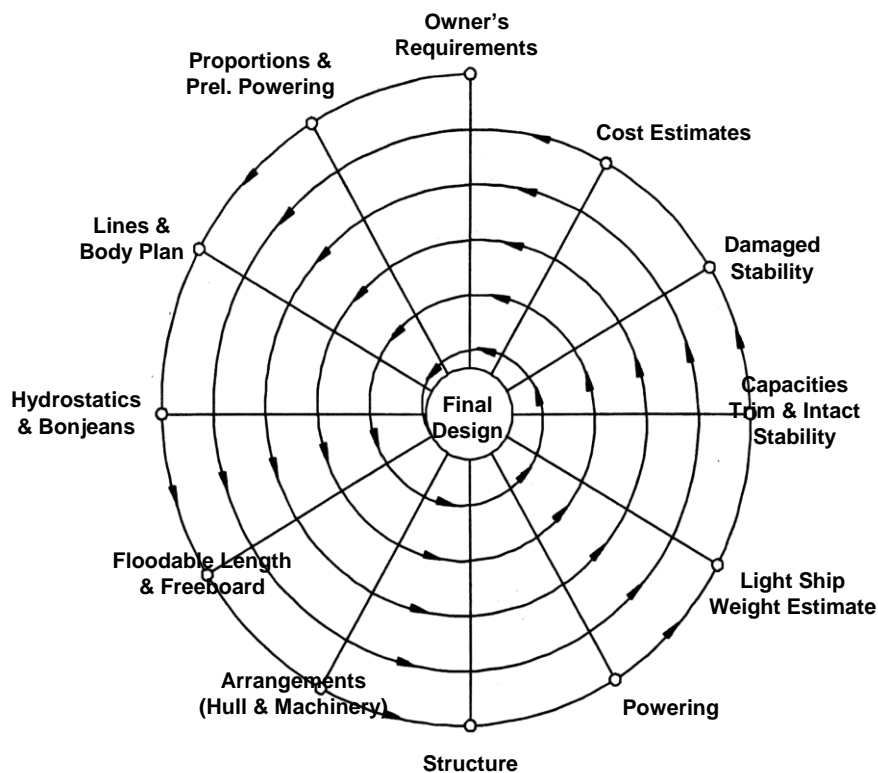 Owner's
Requirements
Proportions &
Prel. Powering
Cost Estimates
Lines &
Body Plan
Damaged
Stability
Hydrostatics
& Bonjeans
Final
Design
Capacities
Trim & Intact
Stability
Floodable Length
& Freeboard
Light Ship
Weight Estimate
Arrangements
(Hull & Machinery)
Powering
Structure